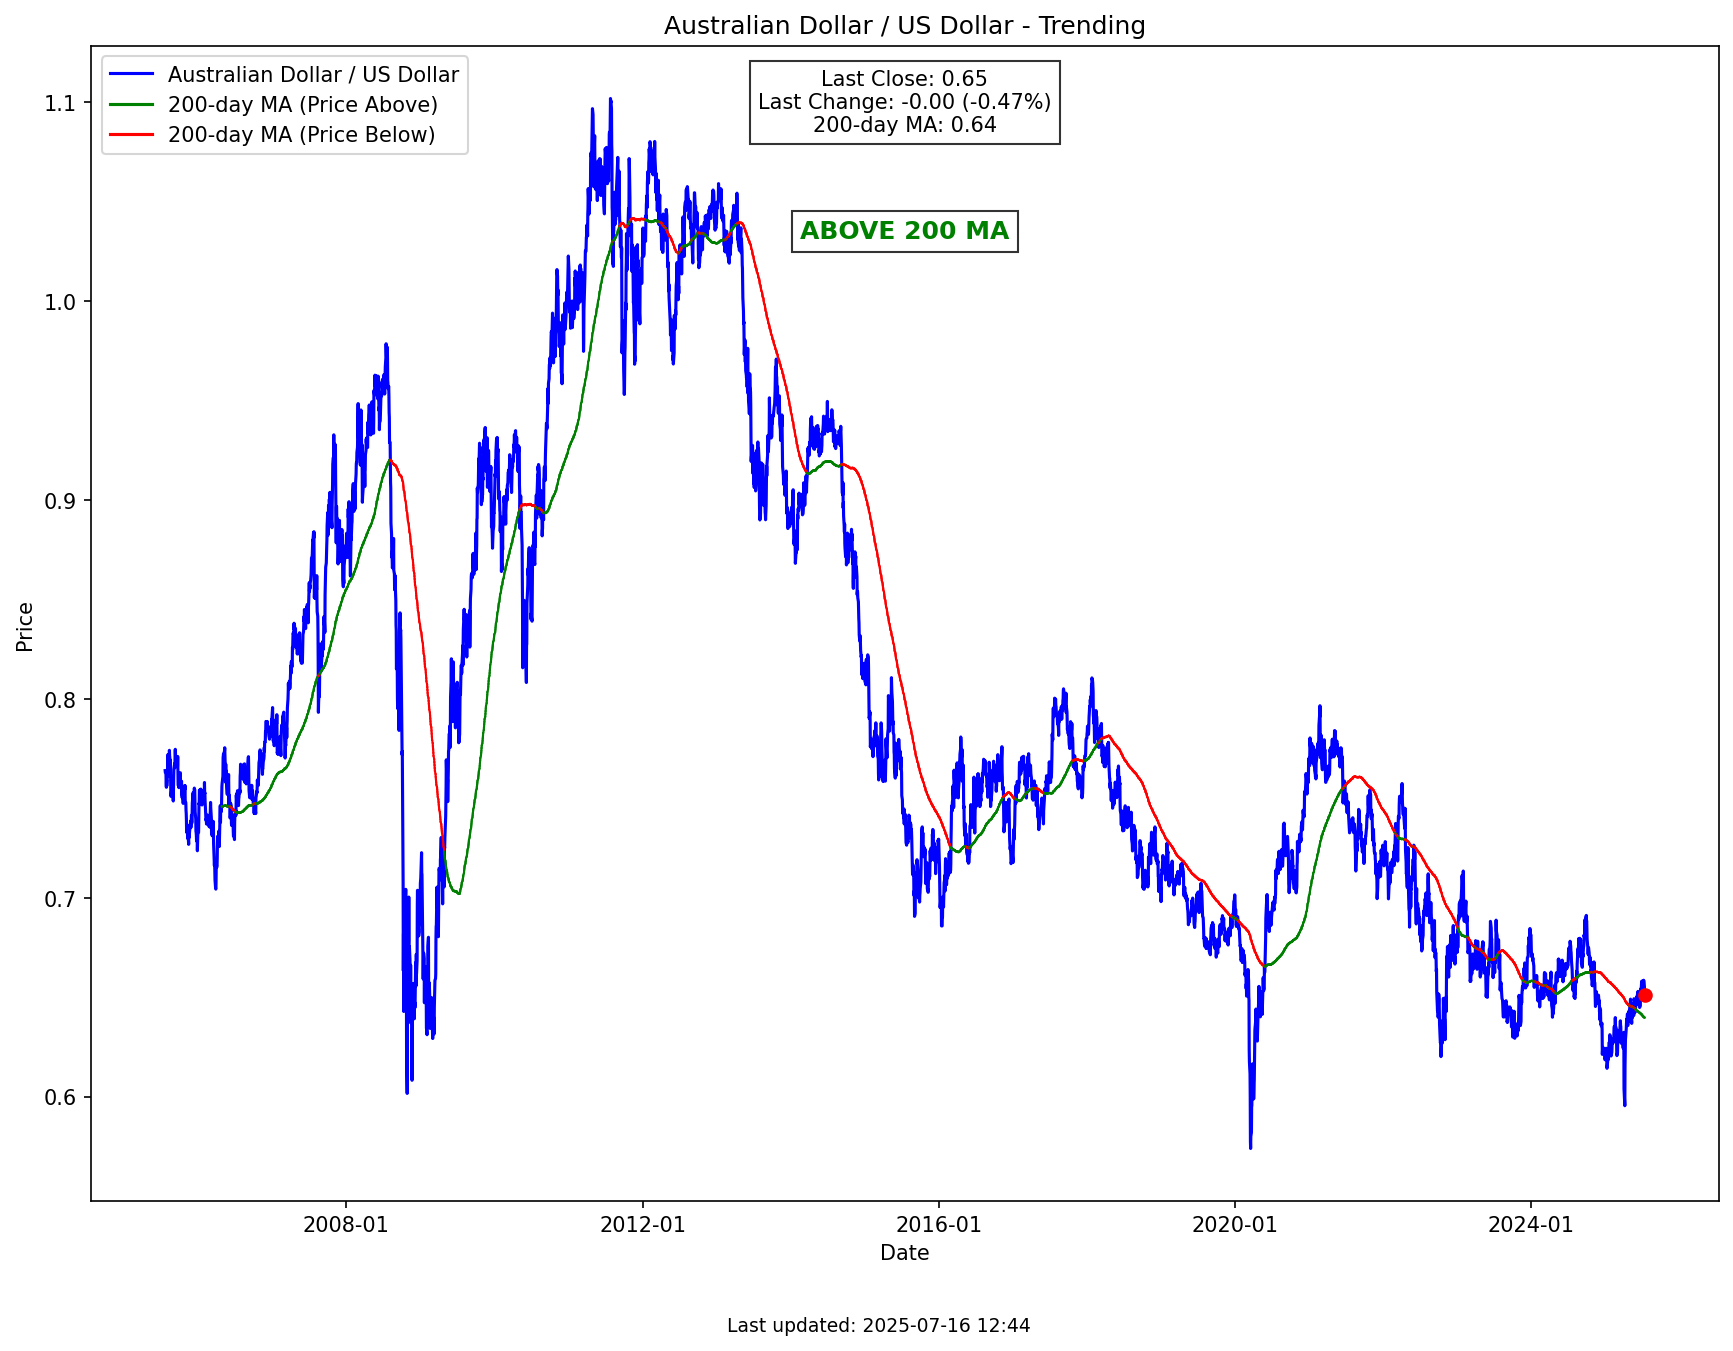 Australian Dollar / US Dollar - Trending
Australian Dollar / US Dollar
200-day MA (Price Above)
200-day MA (Price Below)
Last Close: 0.65
Last Change: -0.00 (-0.47%)
200-day MA: 0.64
ABOVE 200 MA
Price
1.1
1.0
0.9
0.8
0.7
0.6
2008-01
2012-01
2016-01
2020-01
2024-01
Date
Last updated: 2025-07-16 12:44